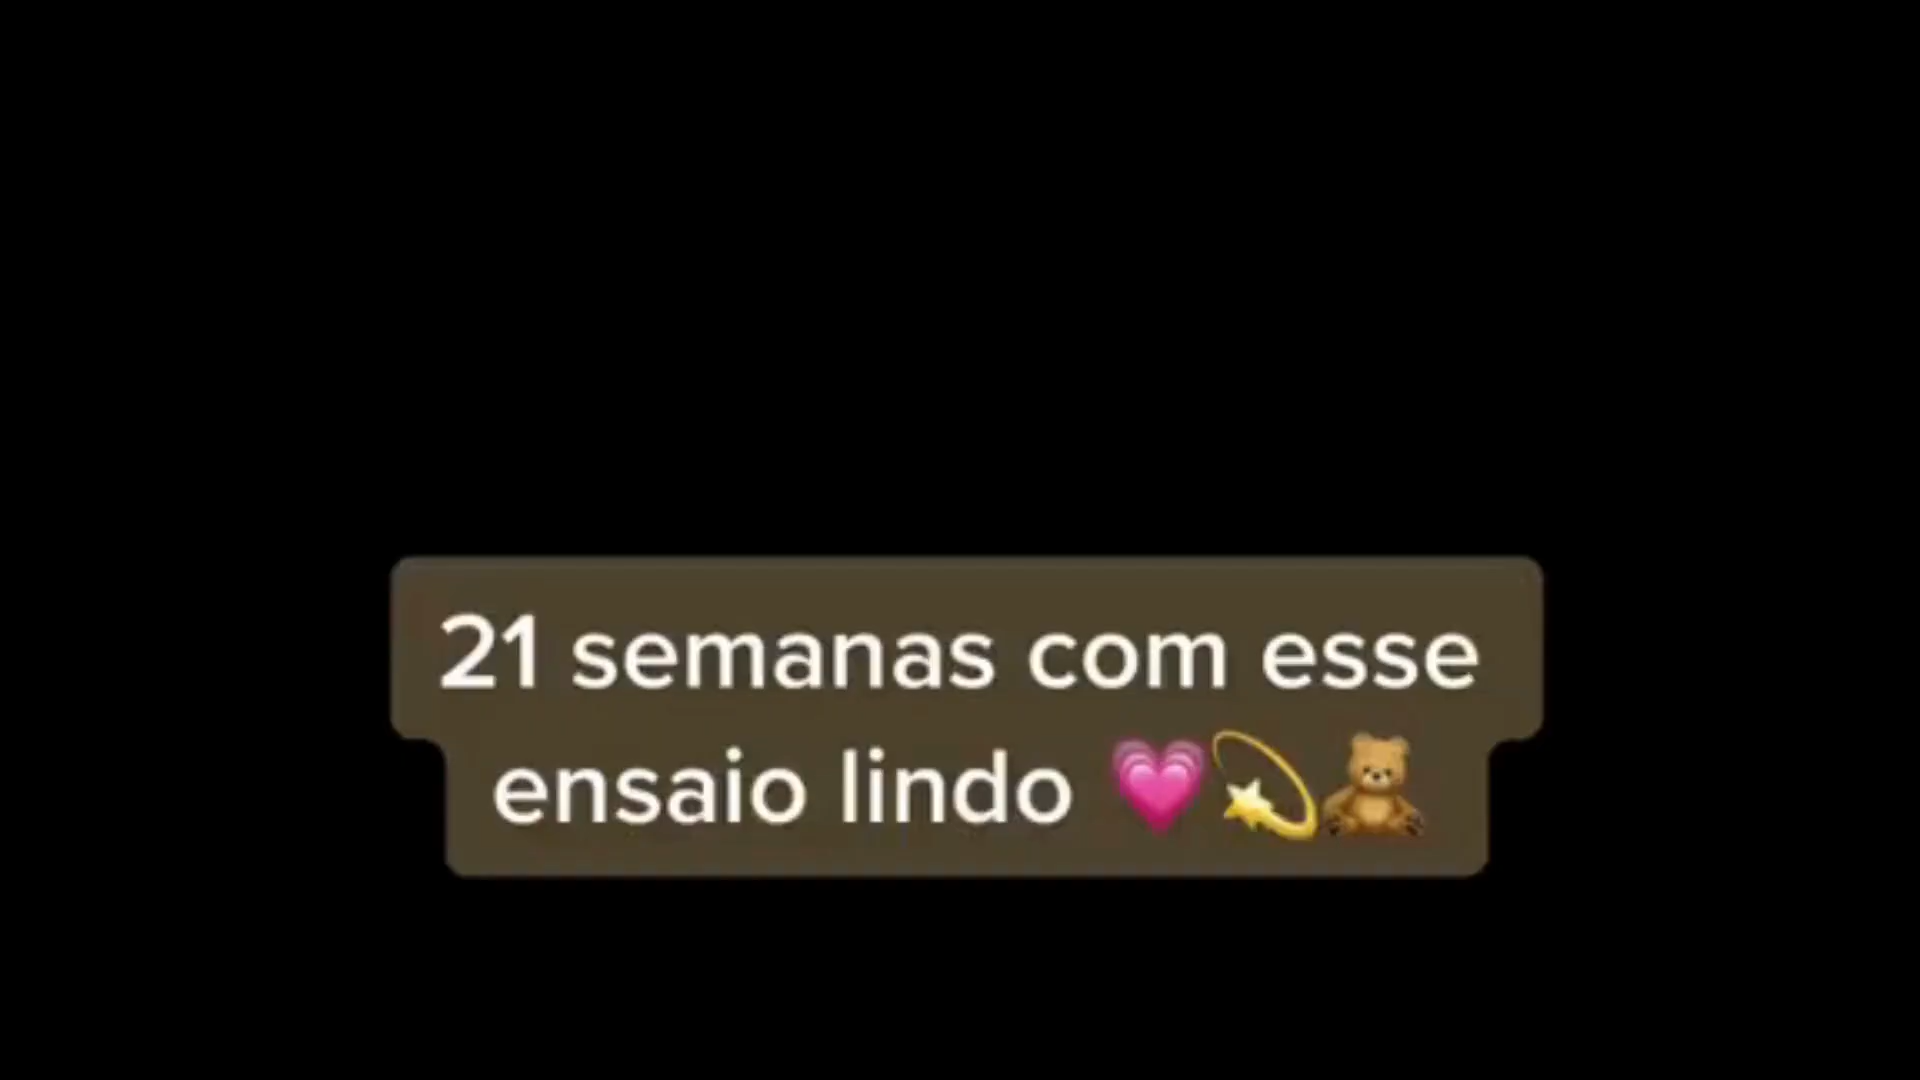 21 semanas com esse
ensaio lindo 💗💫🧸